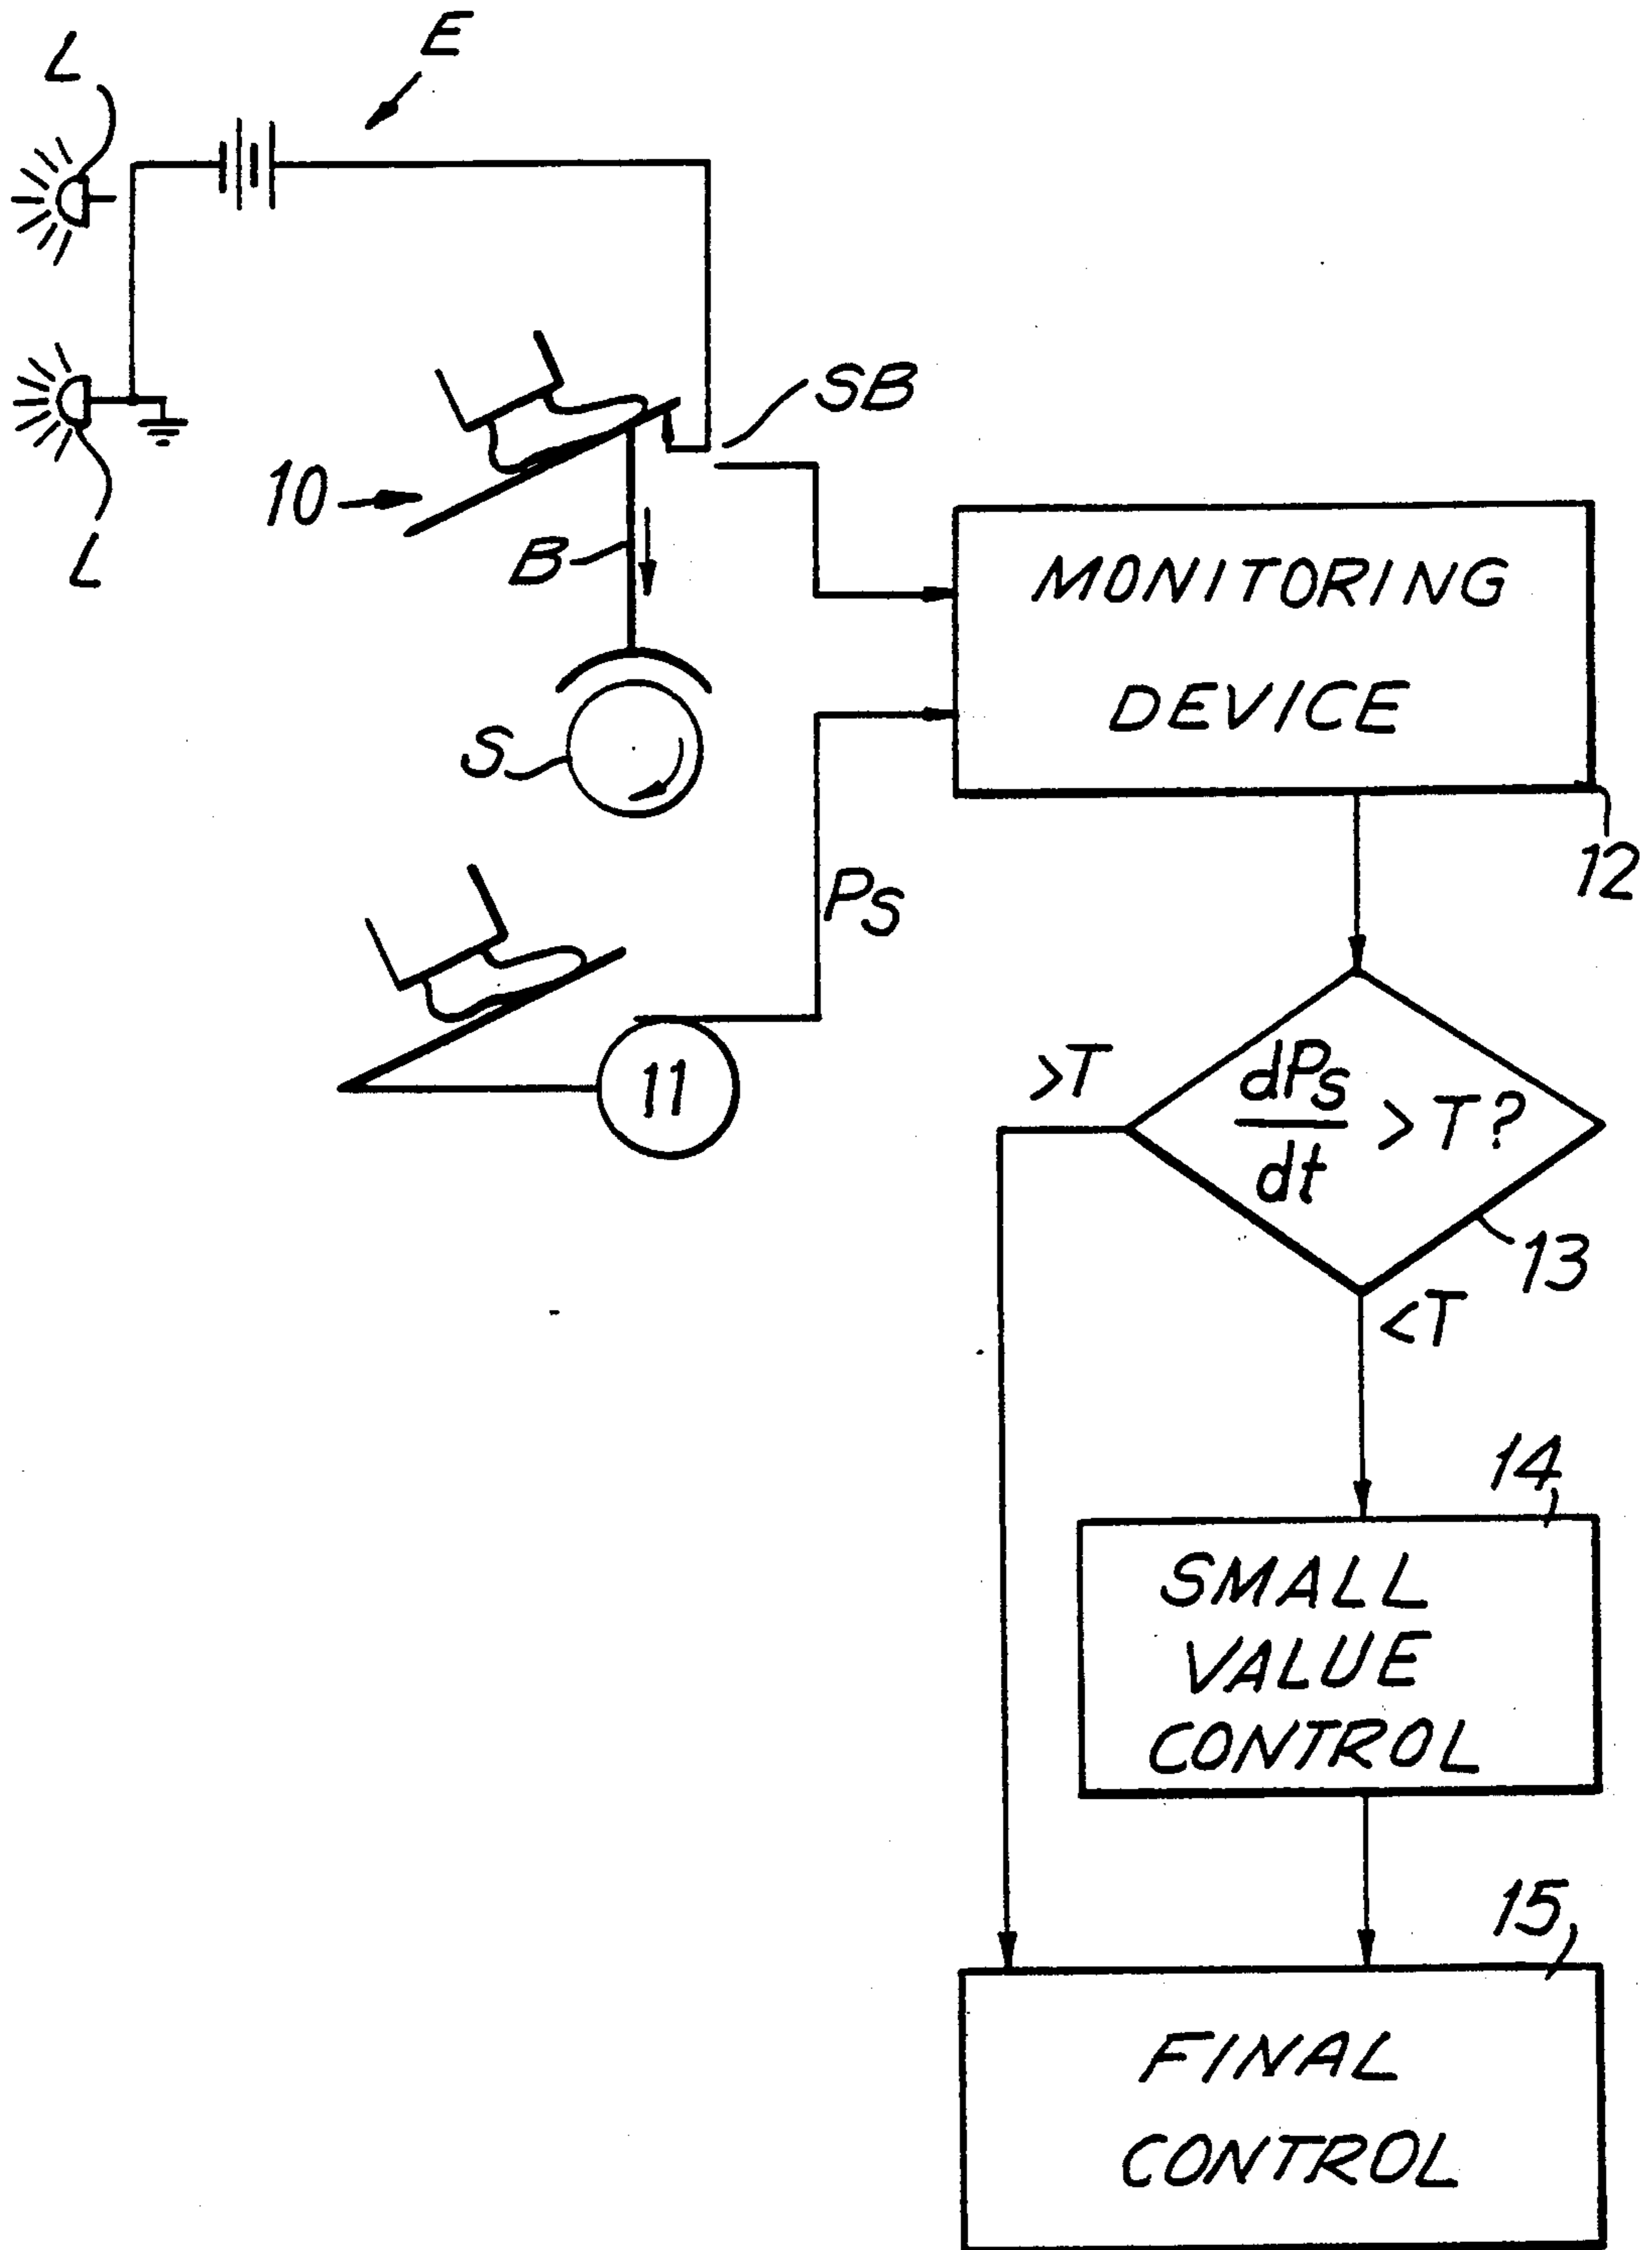 E
L
L
SB
10
B
S
MONITORING
DEVICE
12
PS
11
>T
dPS
dt
> T?
13
<T
14
SMALL
VALUE
CONTROL
15
FINAL
CONTROL